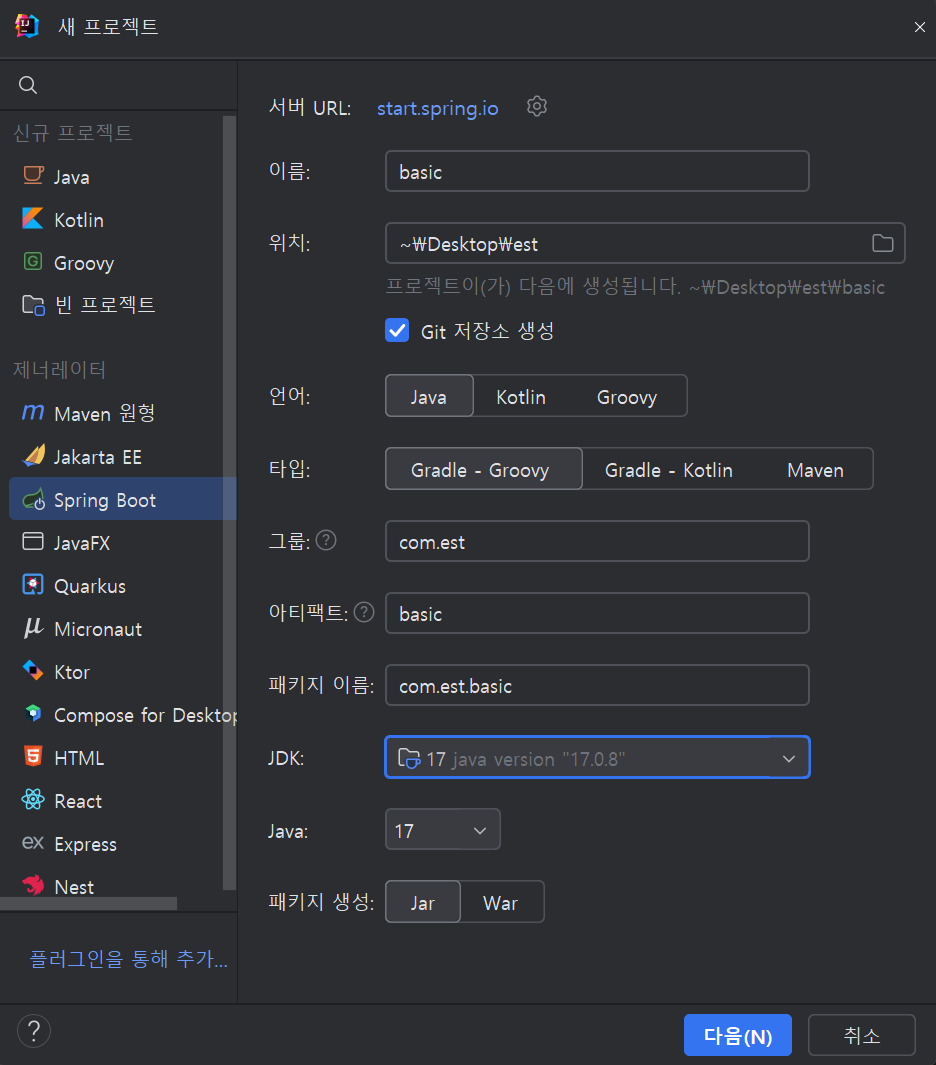 새 프로젝트
신규 프로젝트
Java
Kotlin
Groovy
빈 프로젝트
제너레이터
Maven 원형
Jakarta EE
Spring Boot
JavaFX
Quarkus
Micronaut
Ktor
Compose for Desktop
HTML
React
Express
Nest
플러그인을 통해 추가...
서버 URL: start.spring.io
이름: basic
위치: ~₩Desktop₩est
프로젝트이(가) 다음에 생성됩니다. ~₩Desktop₩est₩basic
Git 저장소 생성
언어: Java Kotlin Groovy
타입: Gradle - Groovy Gradle - Kotlin Maven
그룹: com.est
아티팩트: basic
패키지 이름: com.est.basic
JDK: 17 java version "17.0.8"
Java: 17
패키지 생성: Jar War
? 다음(N) 취소